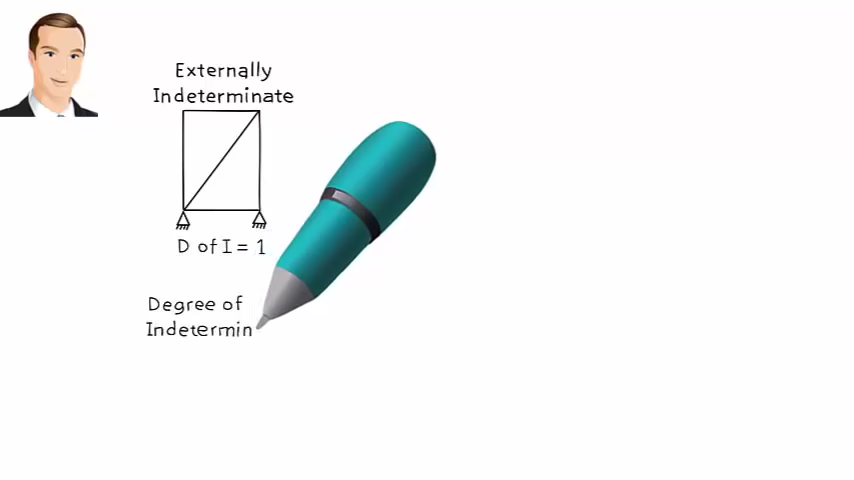 Externally
Indeterminate
D of I = 1
Degree of
Indetermin